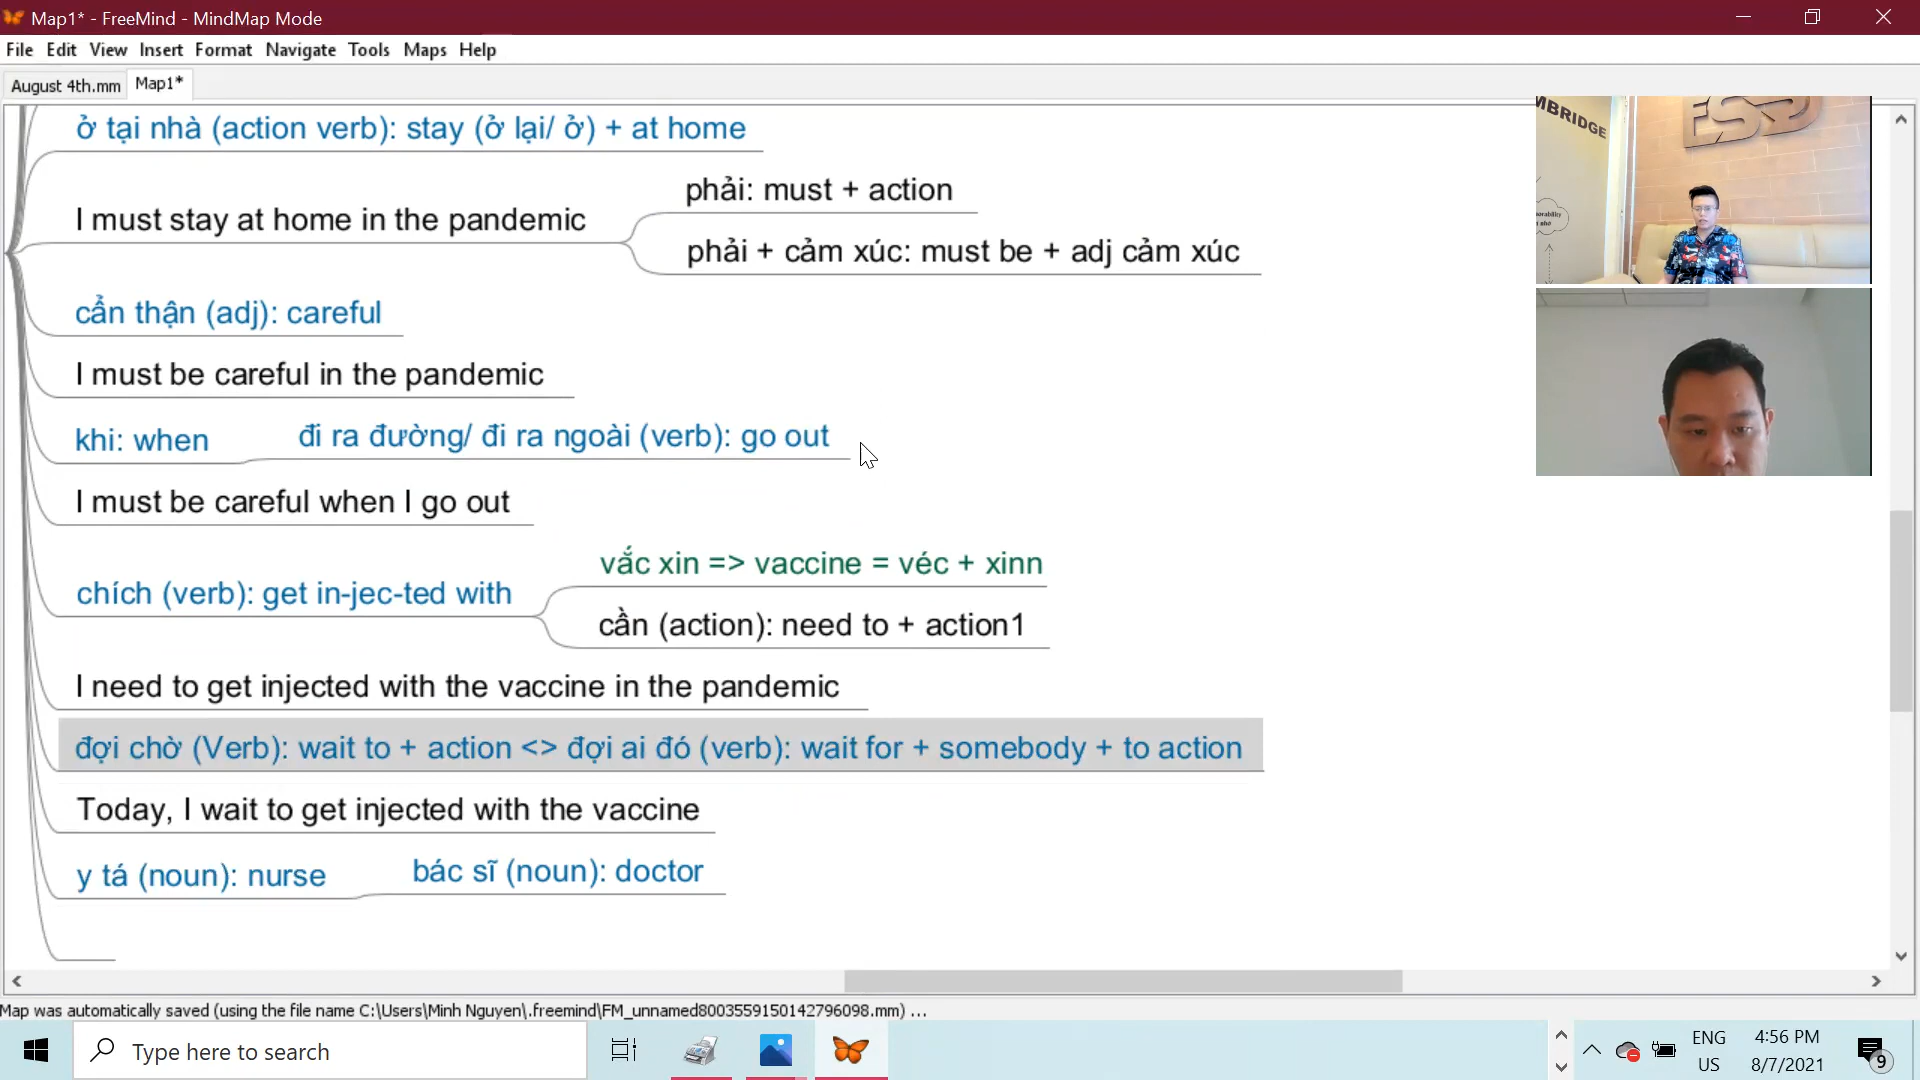 Map1* - FreeMind - MindMap Mode
File Edit View Insert Format Navigate Tools Maps Help
August 4th.mm Map1*
ở tại nhà (action verb): stay (ở lại/ ở) + at home
phải: must + action
I must stay at home in the pandemic
phải + cảm xúc: must be + adj cảm xúc
cẩn thận (adj): careful
I must be careful in the pandemic
khi: when
đi ra đường/ đi ra ngoài (verb): go out
I must be careful when I go out
vắc xin => vaccine = véc + xinn
chích (verb): get in-jec-ted with
cần (action): need to + action1
I need to get injected with the vaccine in the pandemic
đợi chờ (Verb): wait to + action <> đợi ai đó (verb): wait for + somebody + to action
Today, I wait to get injected with the vaccine
y tá (noun): nurse
bác sĩ (noun): doctor
MBRIDGE
ESD
Map was automatically saved (using the file name C:\Users\Minh Nguyen\.freemind\FM_unnamed8003559150142796098.mm) ...
Type here to search
ENG
US
4:56 PM
8/7/2021
9